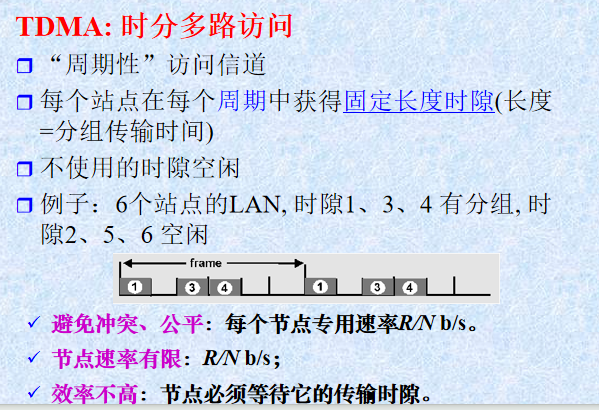 TDMA: 时分多路访问
“周期性”访问信道
每个站点在每个周期中获得固定长度时隙(长度
=分组传输时间)
不使用的时隙空闲
例子：6个站点的LAN, 时隙1、3、4 有分组, 时
隙2、5、6 空闲
frame
1 3 4 1 3 4
避免冲突、公平：每个节点专用速率R/N b/s。
节点速率有限：R/N b/s；
效率不高：节点必须等待它的传输时隙。